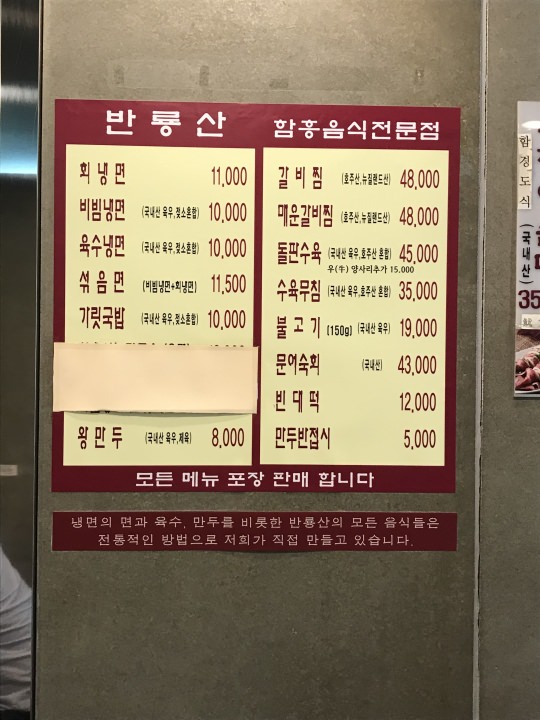 반룡산 함흥음식전문점
회냉면 11,000
비빔냉면 (국내산 육우,젖소혼합) 10,000
육수냉면 (국내산 육우,젖소혼합) 10,000
섞음면 (비빔냉면+회냉면) 11,500
가릿국밥 (국내산 육우,젖소혼합) 10,000
왕만두 (국내산 육우,제육) 8,000
갈비찜 (호주산,뉴질랜드산) 48,000
매운갈비찜 (호주산,뉴질랜드산) 48,000
돌판수육 (국내산 육우,호주산 혼합) 45,000
우(牛) 양사리추가 15,000
수육무침 (국내산 육우,호주산 혼합) 35,000
불고기 (150g) (국내산 육우) 19,000
문어숙회 (국내산) 43,000
빈대떡 12,000
만두반접시 5,000
모든 메뉴 포장 판매 합니다
냉면의 면과 육수, 만두를 비롯한 반룡산의 모든 음식들은
전통적인 방법으로 저희가 직접 만들고 있습니다.
함경도식
(국내산)
35